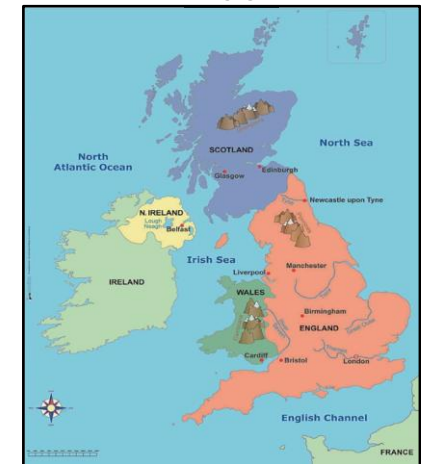 North Sea
SCOTLAND
North
Atlantic Ocean
Edinburgh
Glasgow
Newcastle upon Tyne
N. IRELAND
Lough
Neagh
Belfast
Irish Sea
Manchester
Liverpool
IRELAND
WALES
Birmingham
ENGLAND
Cardiff
Bristol
London
English Channel
FRANCE